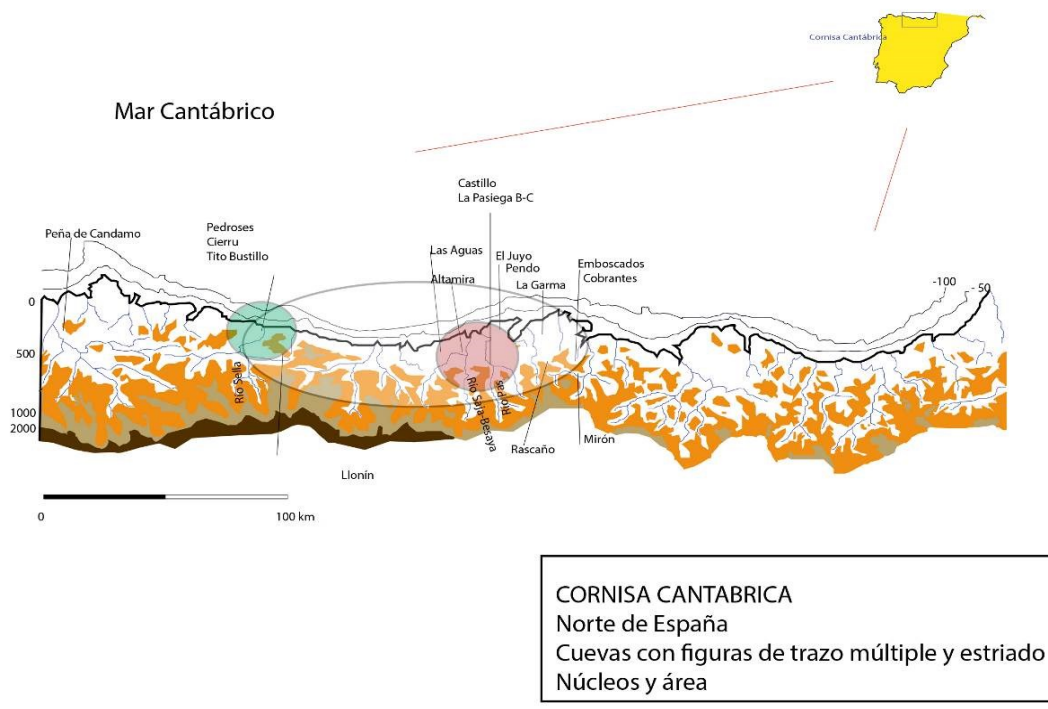 Cornisa Cantábrica
Mar Cantábrico
Castillo
La Pasiega B-C
Peña de Candamo
Pedroses
Cierru
Tito Bustillo
Las Aguas
El Juyo
Pendo
Emboscados
Cobrantes
Altamira
La Garma
-100
- 50
0
500
1000
2000
Río Sella
Río Saja-Besaya
Río Pas
Rascaño
Mirón
Llonín
0
100 km
CORNISA CANTABRICA
Norte de España
Cuevas con figuras de trazo múltiple y estriado
Núcleos y área